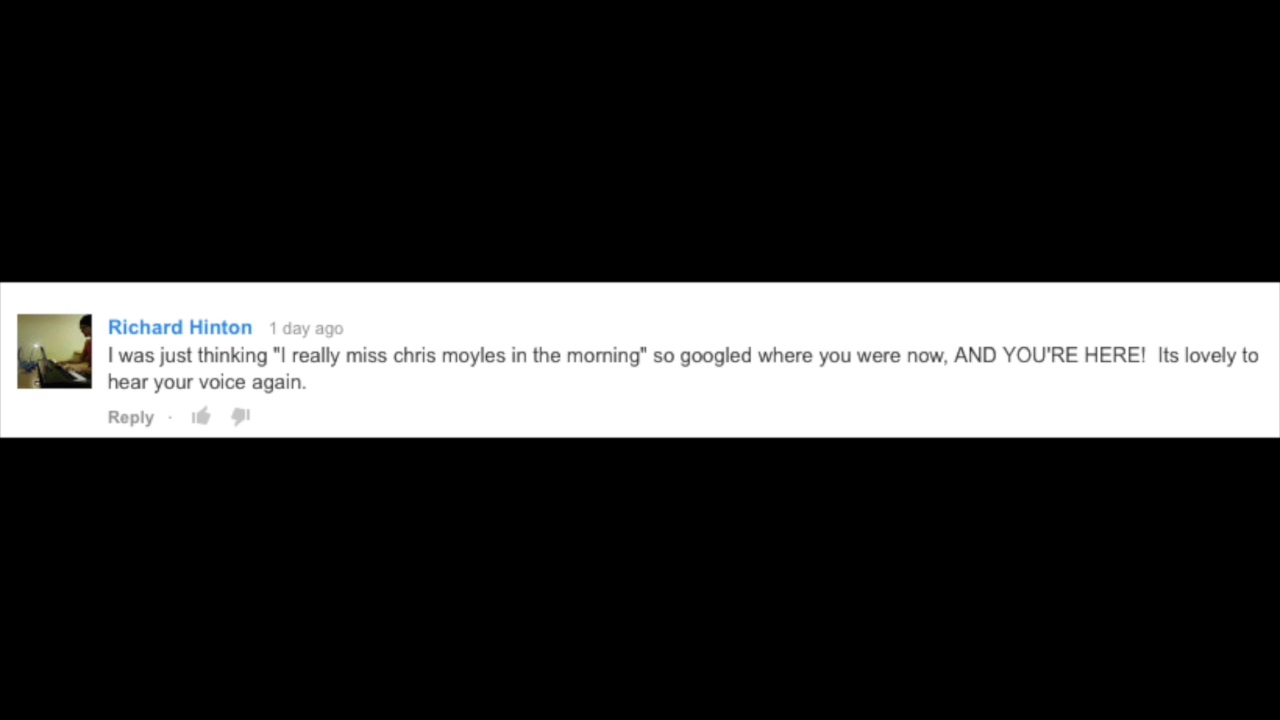 Richard Hinton 1 day ago
I was just thinking "I really miss chris moyles in the morning" so googled where you were now, AND YOU'RE HERE!  Its lovely to
hear your voice again.
Reply ·